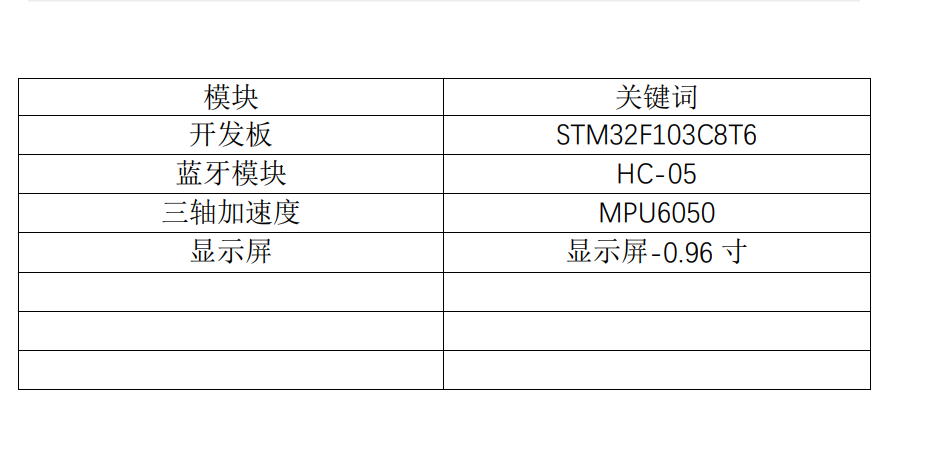 模块 关键词
开发板 STM32F103C8T6
蓝牙模块 HC-05
三轴加速度 MPU6050
显示屏 显示屏-0.96 寸